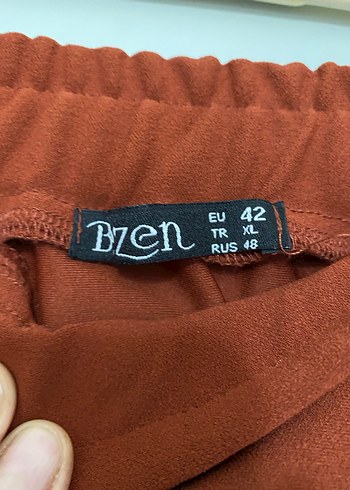 Bzen
EU 42
TR XL
RUS 48